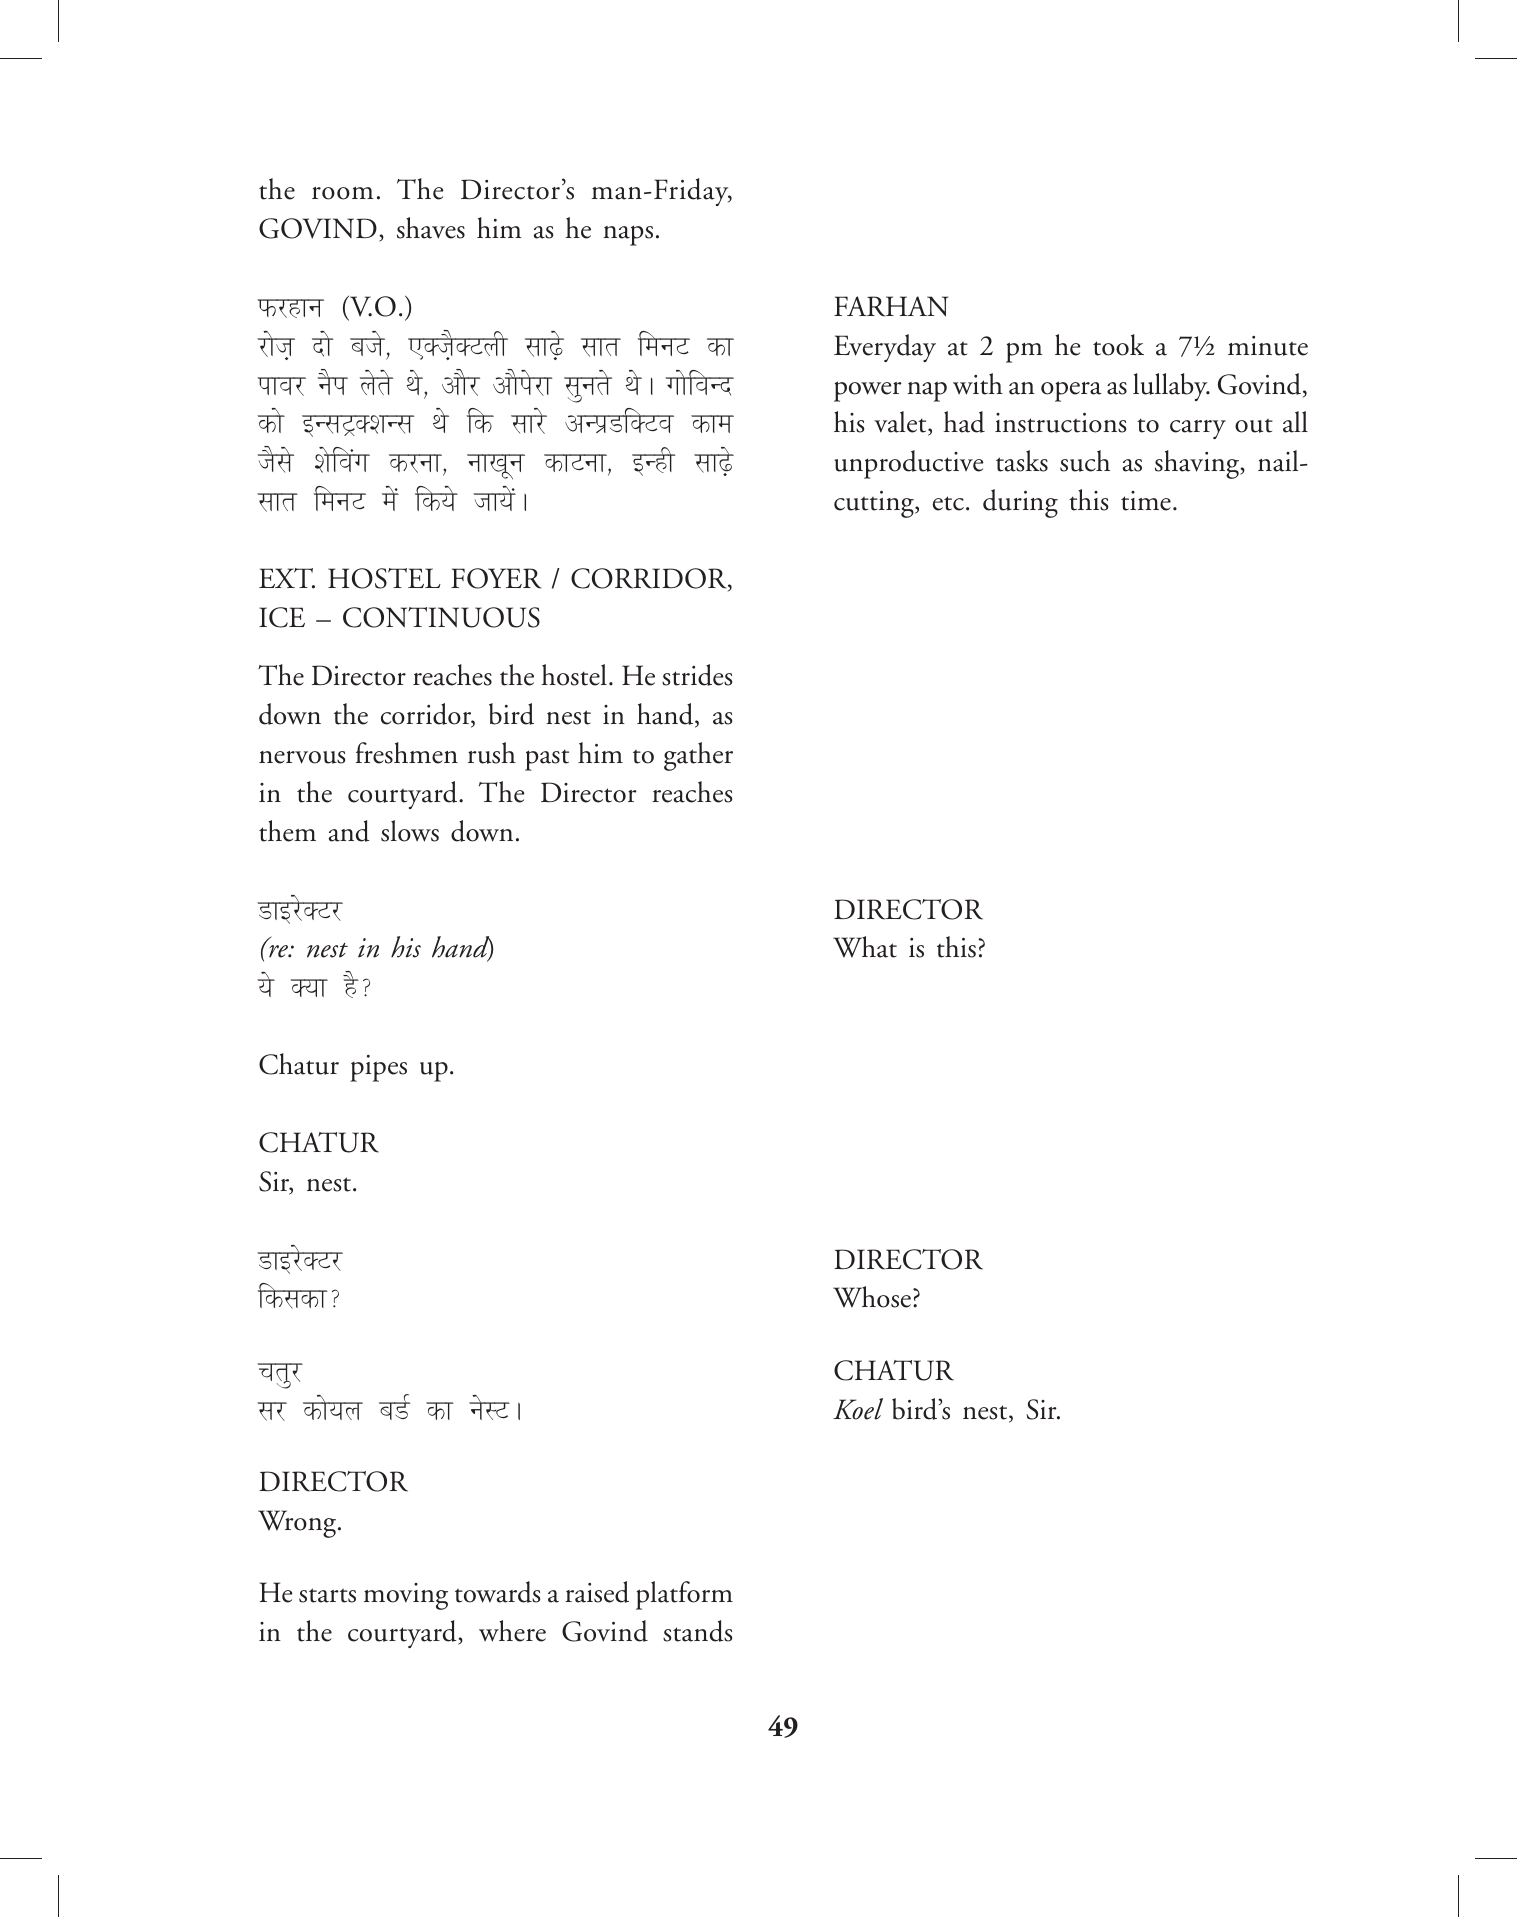 the room. The Director’s man-Friday,
GOVIND, shaves him as he naps.
फरहान (V.O.)
रोज़ दो बजे, एक्ज़ैक्टली साढ़े सात मिनट का
पावर नैप लेते थे, और औपेरा सुनते थे। गोविन्द
को इन्सट्रक्शन्स थे कि सारे अन्प्रडक्टिव काम
जैसे शेविंग करना, नाखून काटना, इन्ही साढ़े
सात मिनट में किये जायें।
FARHAN
Everyday at 2 pm he took a 7½ minute
power nap with an opera as lullaby. Govind,
his valet, had instructions to carry out all
unproductive tasks such as shaving, nail-
cutting, etc. during this time.
EXT. HOSTEL FOYER / CORRIDOR,
ICE – CONTINUOUS
The Director reaches the hostel. He strides
down the corridor, bird nest in hand, as
nervous freshmen rush past him to gather
in the courtyard. The Director reaches
them and slows down.
डाइरेक्टर
(re: nest in his hand)
ये क्या है?
DIRECTOR
What is this?
Chatur pipes up.
CHATUR
Sir, nest.
डाइरेक्टर
किसका?
DIRECTOR
Whose?
चतुर
सर कोयल बर्ड का नेस्ट।
CHATUR
Koel bird’s nest, Sir.
DIRECTOR
Wrong.
He starts moving towards a raised platform
in the courtyard, where Govind stands
49